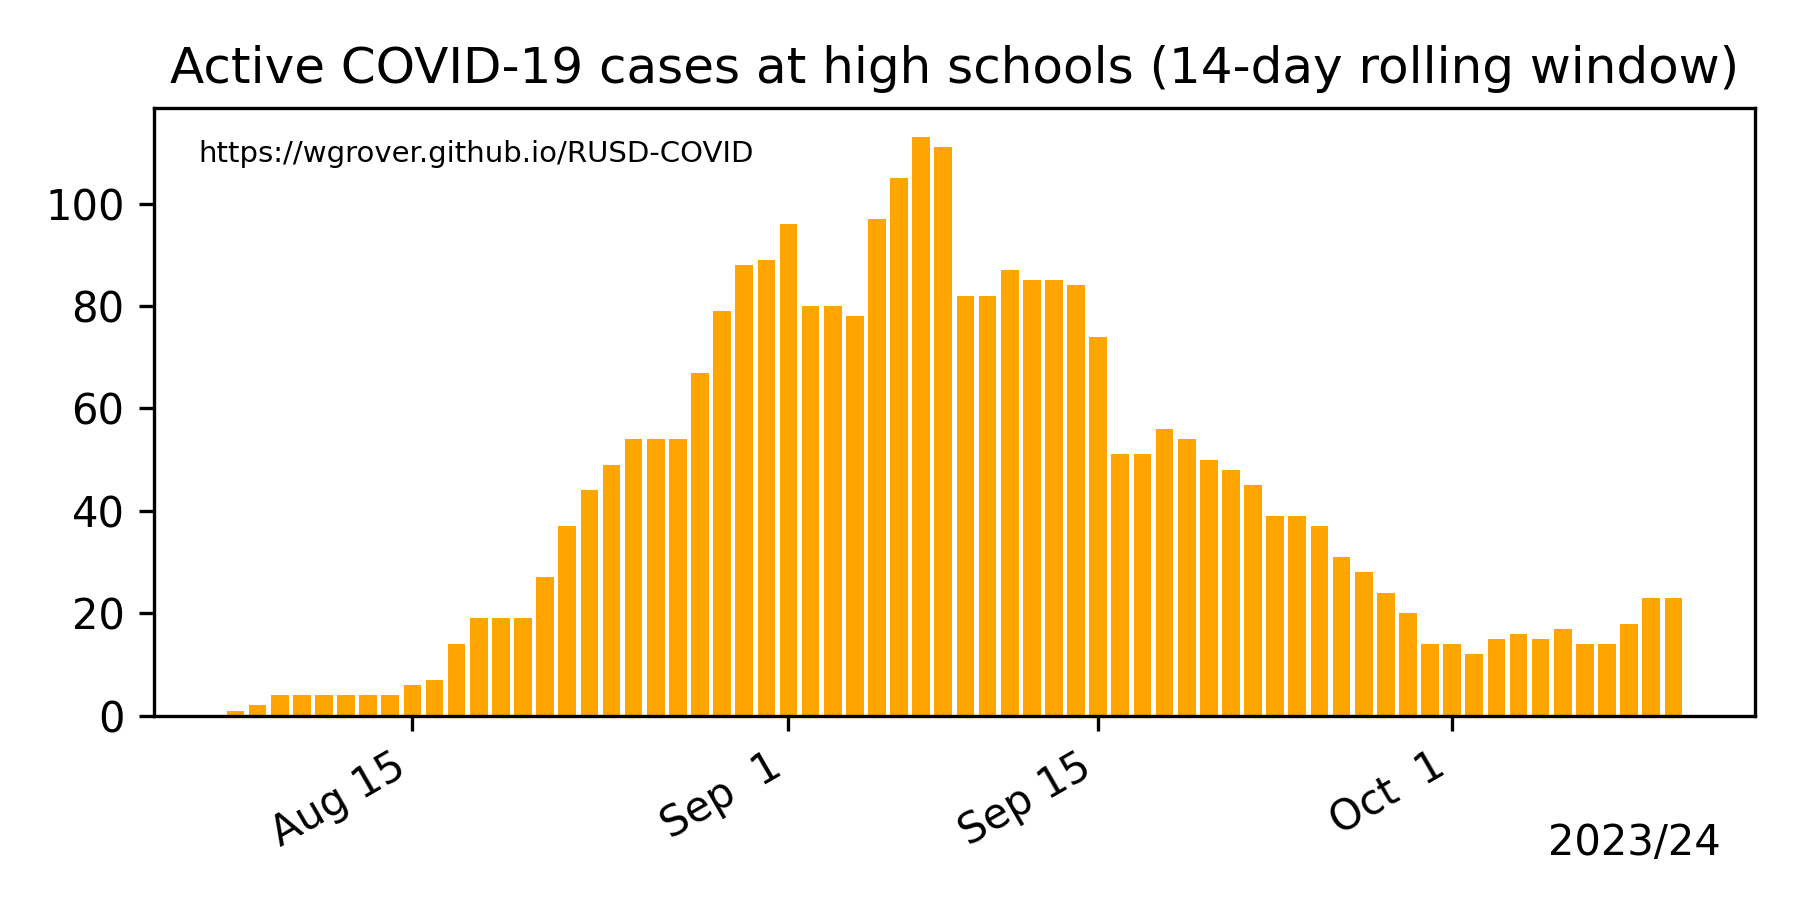 Active COVID-19 cases at high schools (14-day rolling window)
https://wgrover.github.io/RUSD-COVID
100
80
60
40
20
0
Aug 15
Sep  1
Sep 15
Oct  1
2023/24